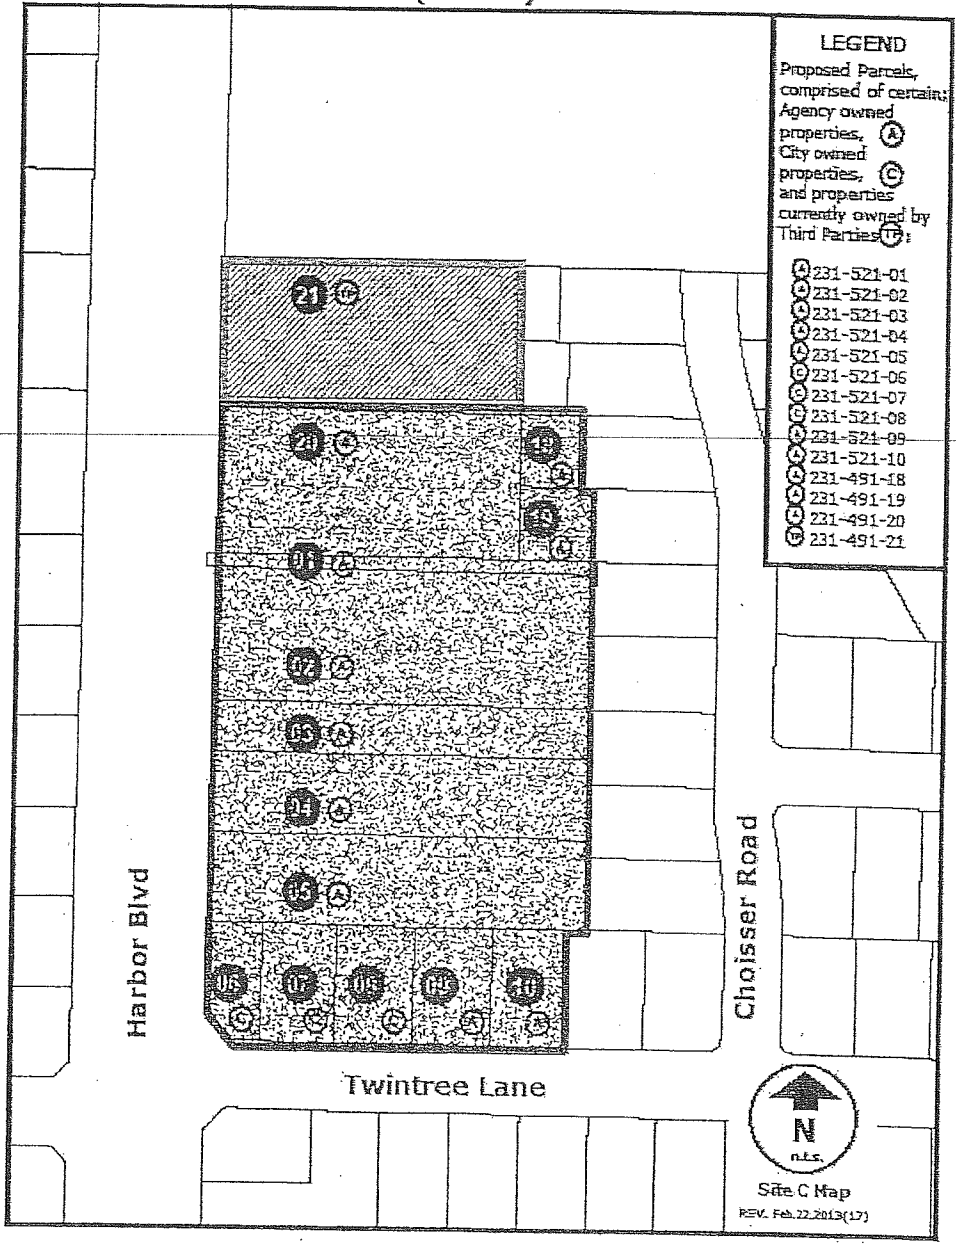 LEGEND
Proposed Parcels,
comprised of certain:
Agency owned
properties, A
City owned
properties, C
and properties
currently owned by
Third Parties TP :
A 231-521-01
A 231-521-02
A 231-521-03
A 231-521-04
A 231-521-05
C 231-521-06
C 231-521-07
C 231-521-08
A 231-521-09
A 231-521-10
A 231-491-18
A 231-491-19
A 231-491-20
TP 231-491-21
21 TP
20 A
A
19
A
01 A
02 A
03 A
04 A
05 A
06 07 08 09 10
C C C A A
Harbor Blvd
Choisser Road
Twintree Lane
N
n.t.s.
Site C Map
REV. Feb.22.2013(17)